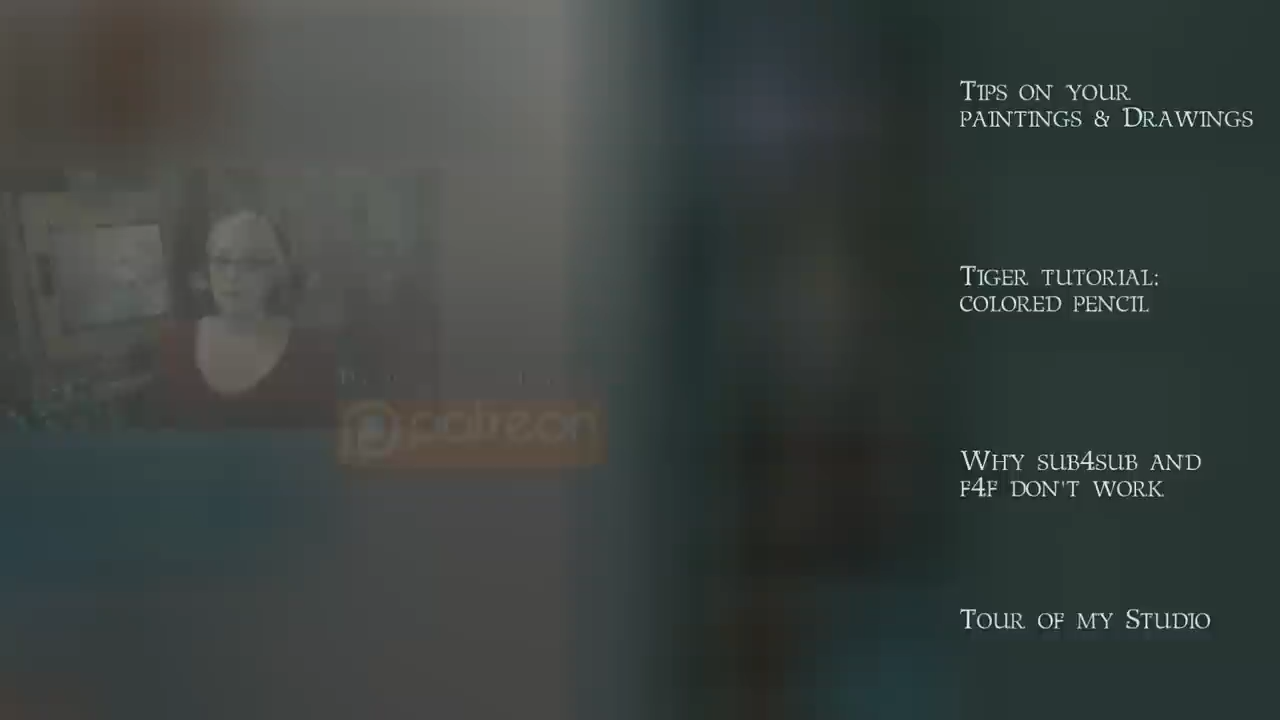 Tips on your
paintings & Drawings
Tiger tutorial:
colored pencil
patreon
Why sub4sub and
f4f don't work
Tour of my Studio